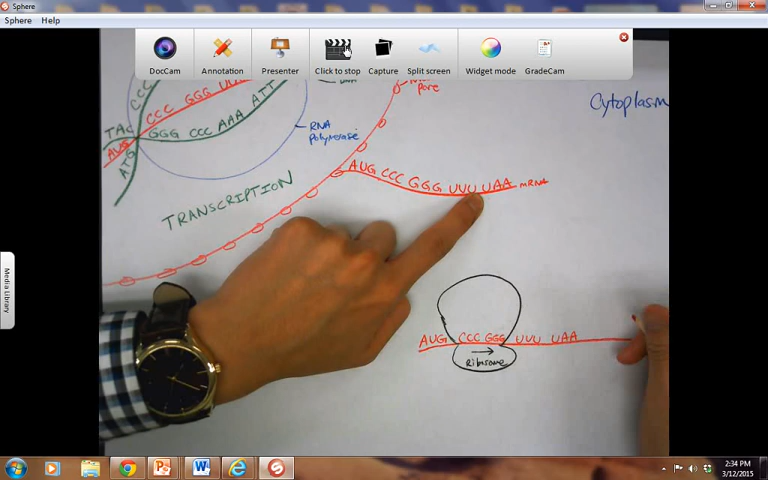 Sphere
Sphere Help
DocCam Annotation Presenter Click to stop Capture Split screen Widget mode GradeCam
Media Library
CCC
CCC GGG
TAC GGG CCC AAA ATT
AUG
ATG
RNA
Polymerase
Pore
Cytoplasm
TRANSCRIPTION
AUG CCC GGG UUU UAA mRNA
AUG CCC GGG UUU UAA
Ribosome
2:34 PM
3/12/2015